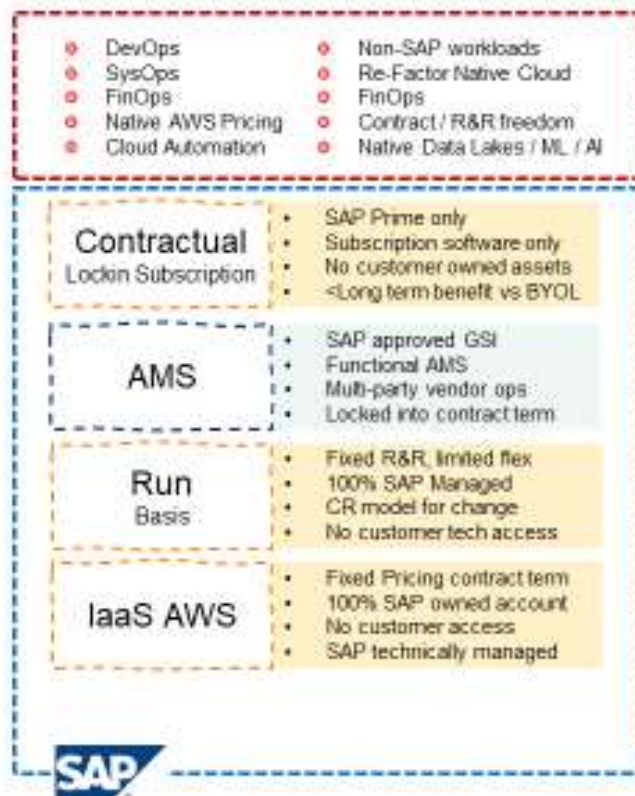 DevOps
SysOps
FinOps
Native AWS Pricing
Cloud Automation
Non-SAP workloads
Re-Factor Native Cloud
FinOps
Contract / R&R freedom
Native Data Lakes / ML / AI
Contractual
Lockin Subscription
SAP Prime only
Subscription software only
No customer owned assets
<Long term benefit vs BYOL
AMS
SAP approved GSI
Functional AMS
Multi-party vendor ops
Locked into contract term
Run
Basis
Fixed R&R, limited flex
100% SAP Managed
CR model for change
No customer tech access
IaaS AWS
Fixed Pricing contract term
100% SAP owned account
No customer access
SAP technically managed
SAP